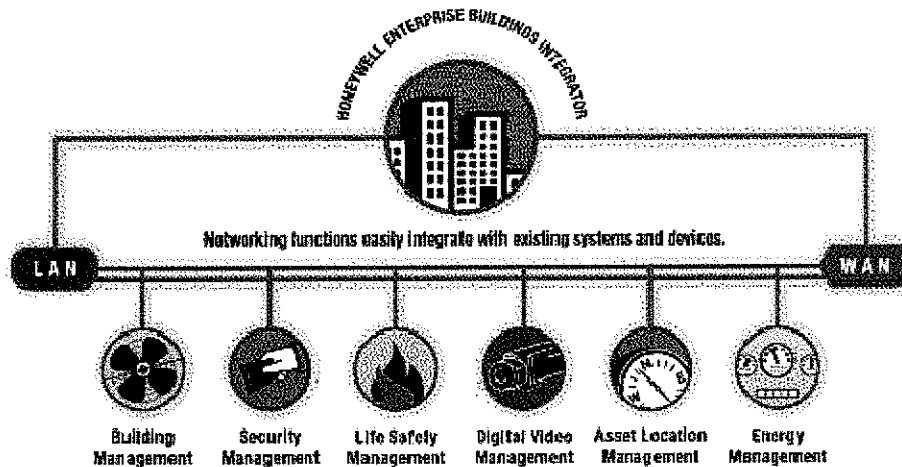 HONEYWELL ENTERPRISE BUILDINGS INTEGRATOR
Networking functions easily integrate with existing systems and devices.
LAN
WAN
Building
Management
Security
Management
Life Safety
Management
Digital Video
Management
Asset Location
Management
Energy
Management